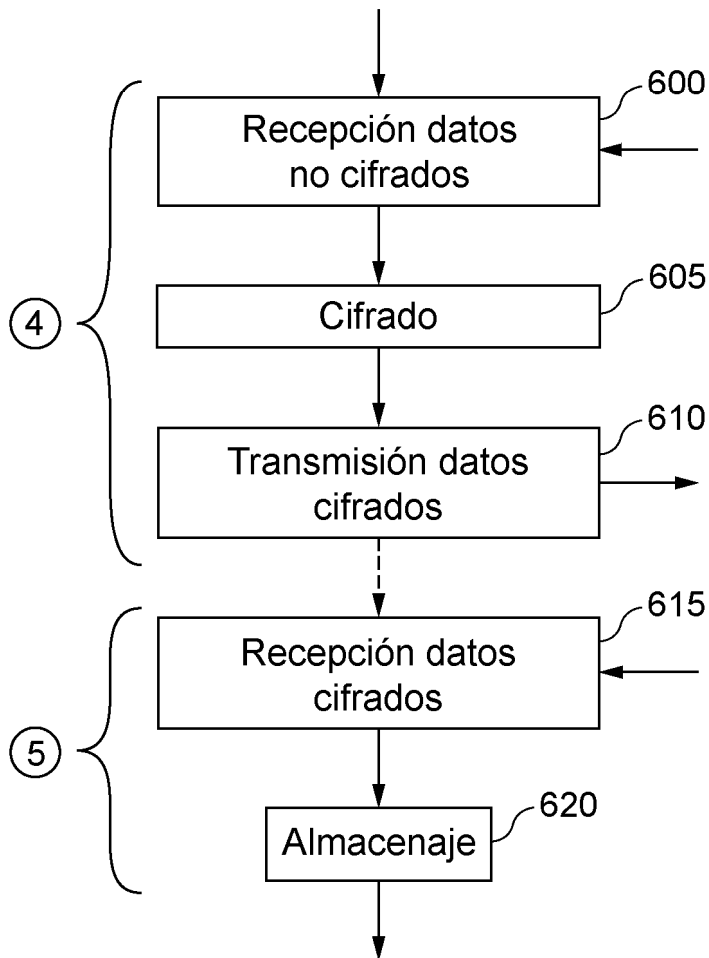 600
Recepción datos
no cifrados
605
Cifrado
4
610
Transmisión datos
cifrados
615
Recepción datos
cifrados
5
620
Almacenaje